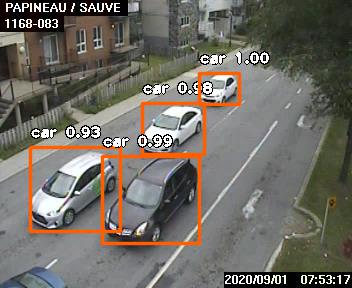 PAPINEAU / SAUVE
1168-083
car 1.00
car 0.98
car 0.93
car 0.99
2020/09/01 07:53:17